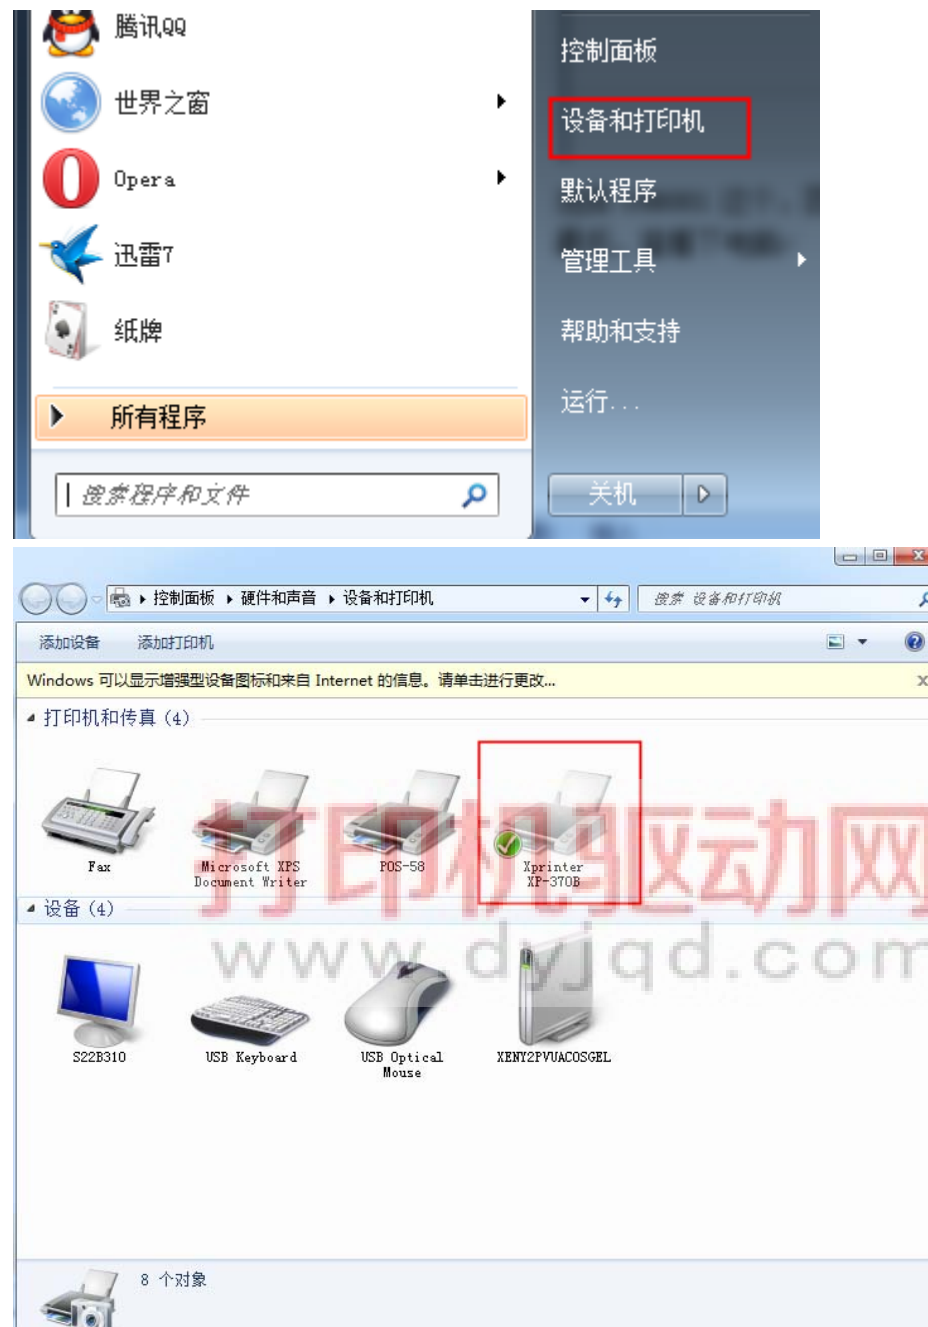 腾讯QQ
世界之窗
Opera
迅雷7
纸牌
所有程序
搜索程序和文件
控制面板
设备和打印机
默认程序
管理工具
帮助和支持
运行...
关机
控制面板 硬件和声音 设备和打印机
搜索 设备和打印机
添加设备 添加打印机
Windows 可以显示增强型设备图标和来自 Internet 的信息。请单击进行更改...
打印机和传真 (4)
Fax
Microsoft XPS
Document Writer
POS-58
Xprinter
XP-370B
打印机驱动网
www.dyjqd.com
设备 (4)
S22B310
USB Keyboard
USB Optical
Mouse
XENY2PVUACOSGEL
8 个对象